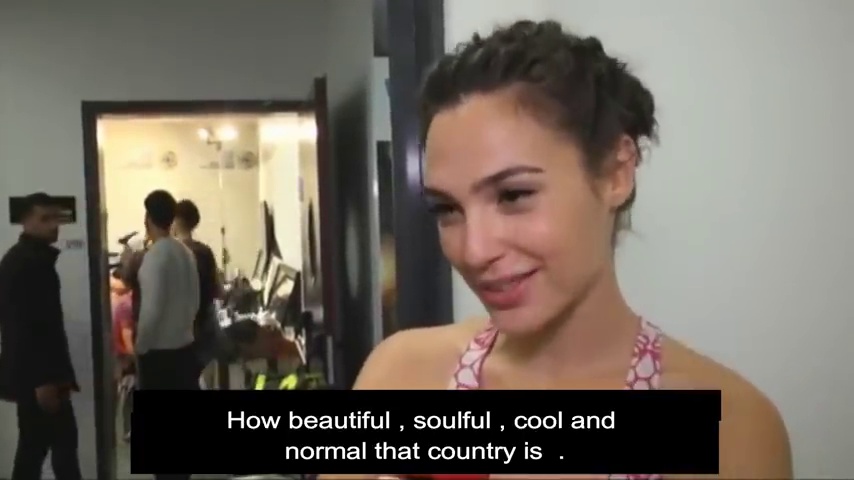 How beautiful , soulful , cool and
normal that country is .